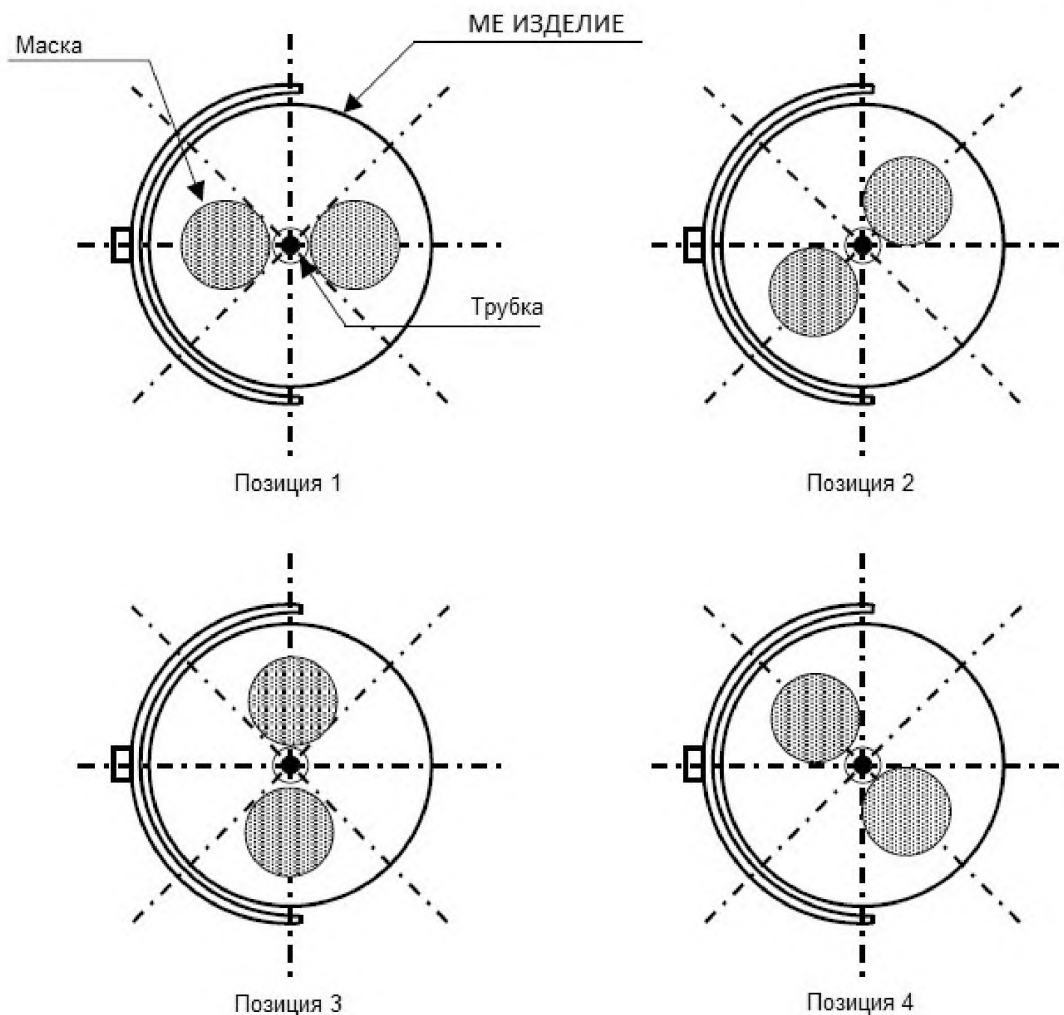 МЕ ИЗДЕЛИЕ
Маска
Трубка
Позиция 1
Позиция 2
Позиция 3
Позиция 4